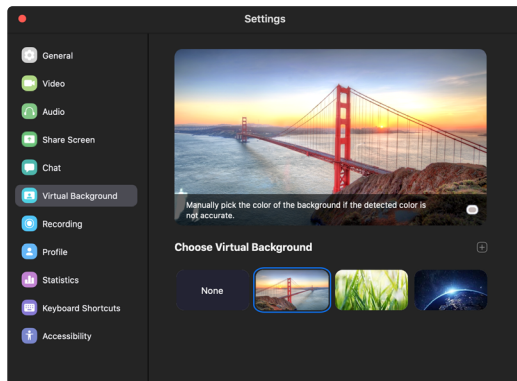 Settings
General
Video
Audio
Share Screen
Chat
Virtual Background
Recording
Profile
Statistics
Keyboard Shortcuts
Accessibility
Manually pick the color of the background if the detected color is
not accurate.
Choose Virtual Background
None